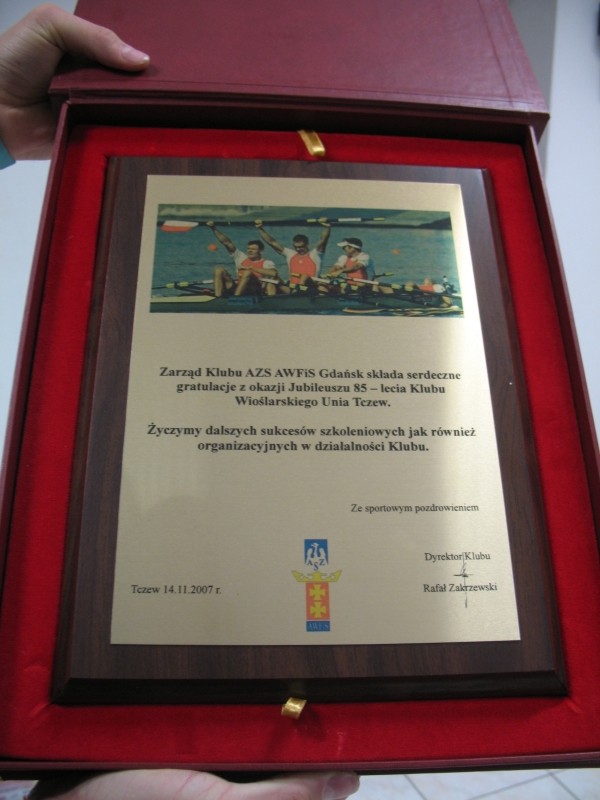 Zarząd Klubu AZS AWFiS Gdańsk składa serdeczne
gratulacje z okazji Jubileuszu 85 – lecia Klubu
Wioślarskiego Unia Tczew.
Życzymy dalszych sukcesów szkoleniowych jak również
organizacyjnych w działalności Klubu.
Ze sportowym pozdrowieniem
AZS
Dyrektor Klubu
Tczew 14.11.2007 r.
Rafał Zakrzewski